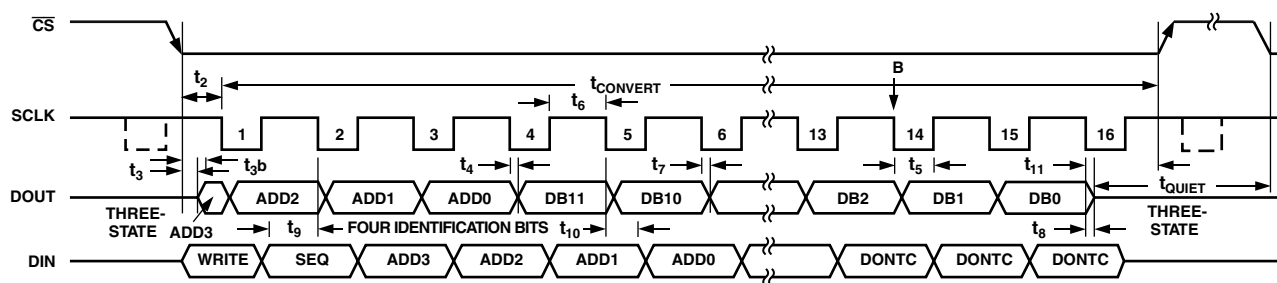 CS
B
t2
tCONVERT
t6
SCLK
1 2 3 4 5 6 13 14 15 16
t3 t3b t4 t7 t5 t11 tQUIET
DOUT
ADD2 ADD1 ADD0 DB11 DB10 DB2 DB1 DB0
THREE-
STATE
ADD3
t9 FOUR IDENTIFICATION BITS t10 t8
THREE-
STATE
DIN
WRITE SEQ ADD3 ADD2 ADD1 ADD0 DONTC DONTC DONTC